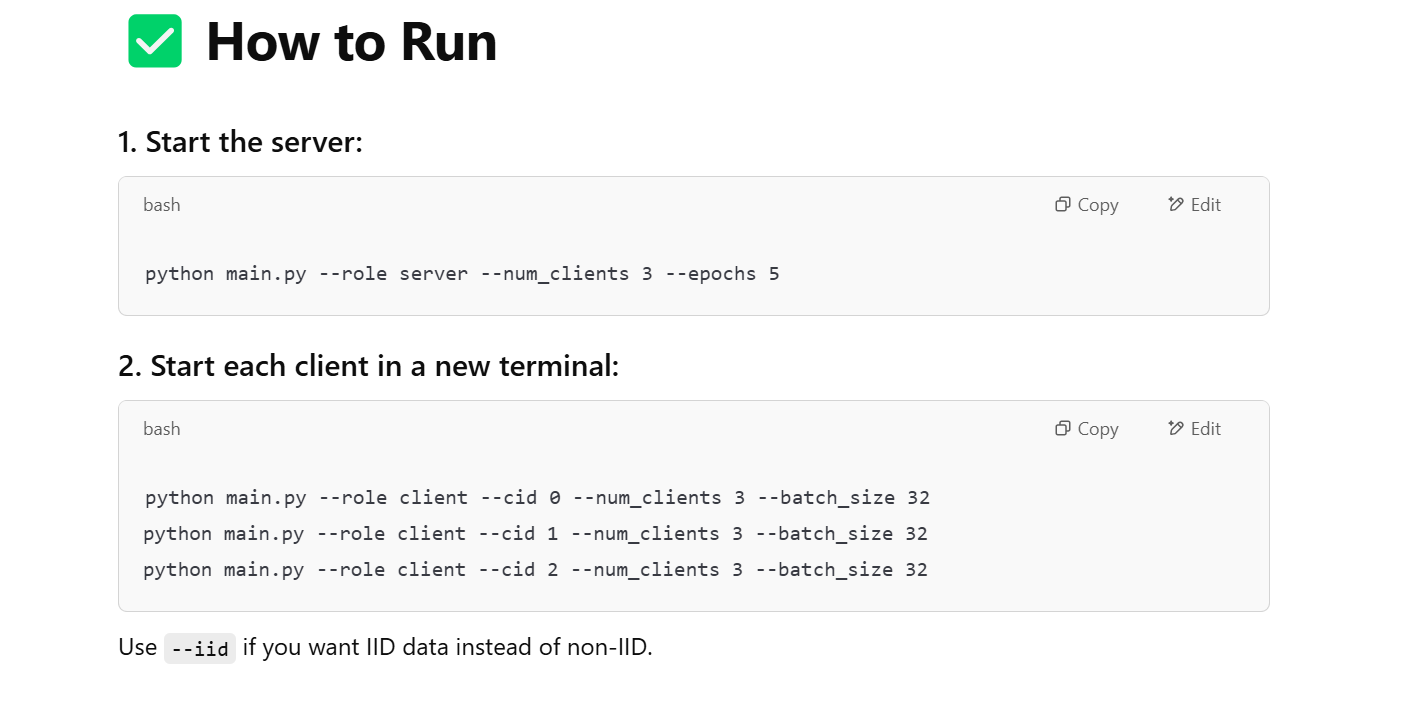 ✅ How to Run
1. Start the server:
bash
Copy
Edit
python main.py --role server --num_clients 3 --epochs 5
2. Start each client in a new terminal:
bash
Copy
Edit
python main.py --role client --cid 0 --num_clients 3 --batch_size 32
python main.py --role client --cid 1 --num_clients 3 --batch_size 32
python main.py --role client --cid 2 --num_clients 3 --batch_size 32
Use --iid if you want IID data instead of non-IID.